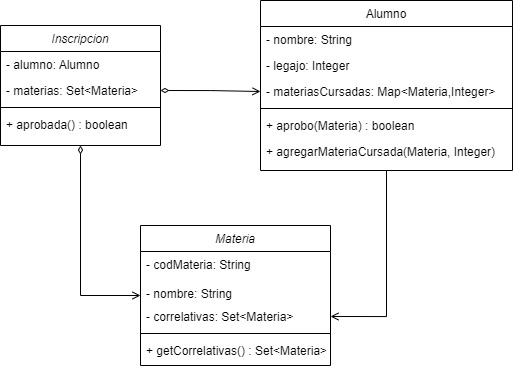 Inscripcion
- alumno: Alumno
- materias: Set<Materia>
+ aprobada() : boolean
Alumno
- nombre: String
- legajo: Integer
- materiasCursadas: Map<Materia,Integer>
+ aprobo(Materia) : boolean
+ agregarMateriaCursada(Materia, Integer)
Materia
- codMateria: String
- nombre: String
- correlativas: Set<Materia>
+ getCorrelativas() : Set<Materia>